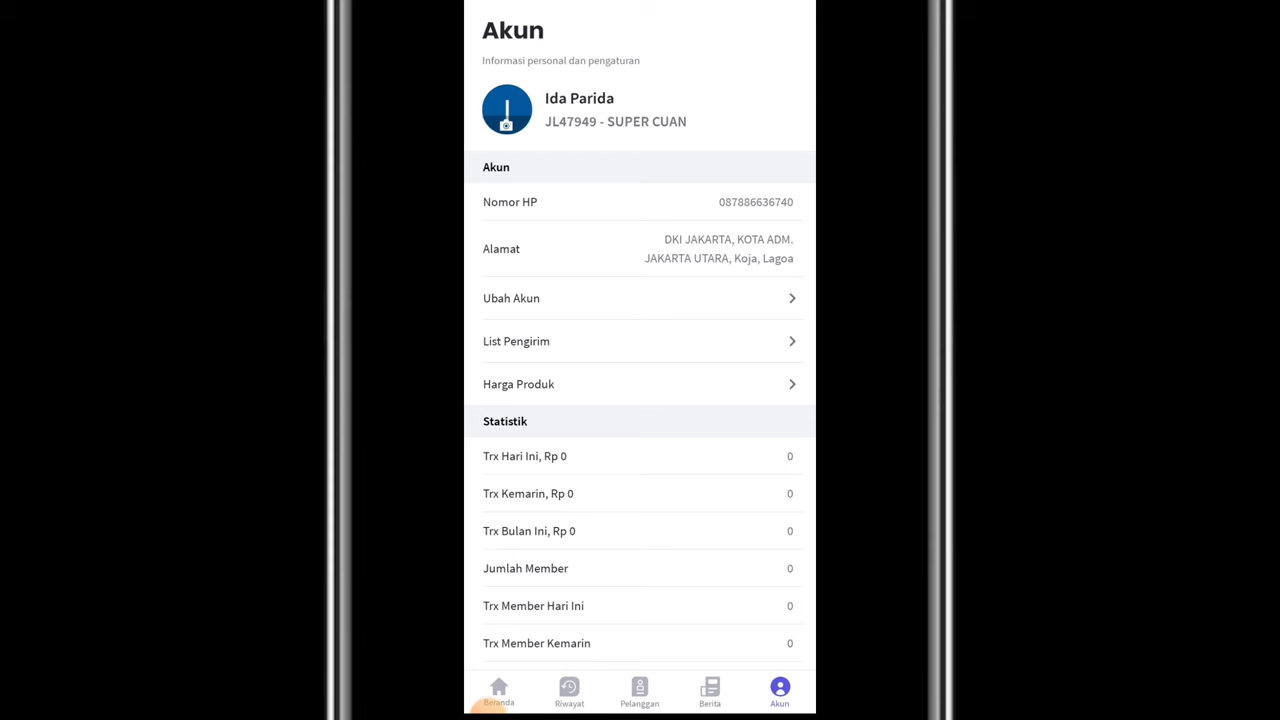 Akun
Informasi personal dan pengaturan
Ida Parida
JL47949 - SUPER CUAN
Akun
Nomor HP 087886636740
Alamat DKI JAKARTA, KOTA ADM.
JAKARTA UTARA, Koja, Lagoa
Ubah Akun
List Pengirim
Harga Produk
Statistik
Trx Hari Ini, Rp 0 0
Trx Kemarin, Rp 0 0
Trx Bulan Ini, Rp 0 0
Jumlah Member 0
Trx Member Hari Ini 0
Trx Member Kemarin 0
Beranda Riwayat Pelanggan Berita Akun